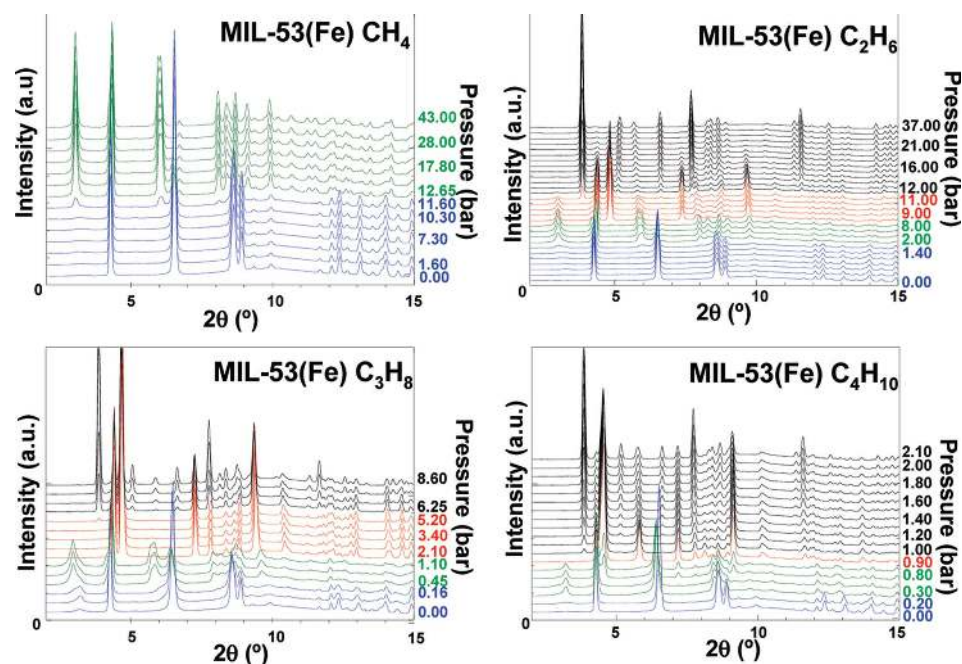 MIL-53(Fe) CH4
Intensity (a.u)
43.00
28.00
17.80
12.65
11.60
10.30
7.30
1.60
0.00
Pressure (bar)
0 5 10 15
2θ (º)
MIL-53(Fe) C2H6
Intensity (a.u.)
37.00
21.00
16.00
12.00
11.00
9.00
8.00
2.00
1.40
0.00
Pressure (bar)
0 5 10 15
2θ (º)
MIL-53(Fe) C3H8
Intensity (a.u.)
8.60
6.25
5.20
3.40
2.10
1.10
0.45
0.16
0.00
Pressure (bar)
0 5 10 15
2θ (º)
MIL-53(Fe) C4H10
Intensity (a.u.)
2.10
2.00
1.80
1.60
1.40
1.20
1.00
0.90
0.80
0.30
0.20
0.00
Pressure (bar)
0 5 10 15
2θ (º)